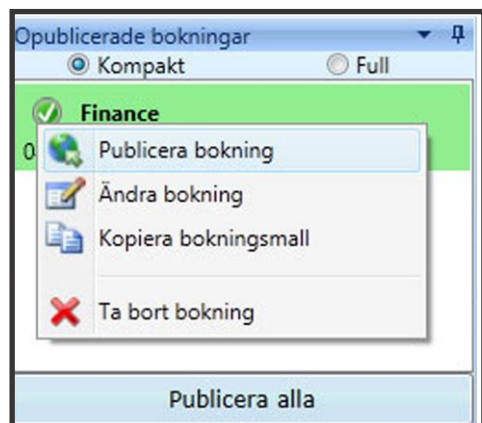 Opublicerade bokningar
Kompakt Full
Finance
0
Publicera bokning
Ändra bokning
Kopiera bokningsmall
Ta bort bokning
Publicera alla